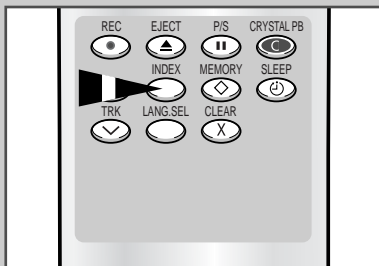 REC EJECT P/S CRYSTAL PB
C
INDEX MEMORY SLEEP
TRK LANG.SEL CLEAR
X